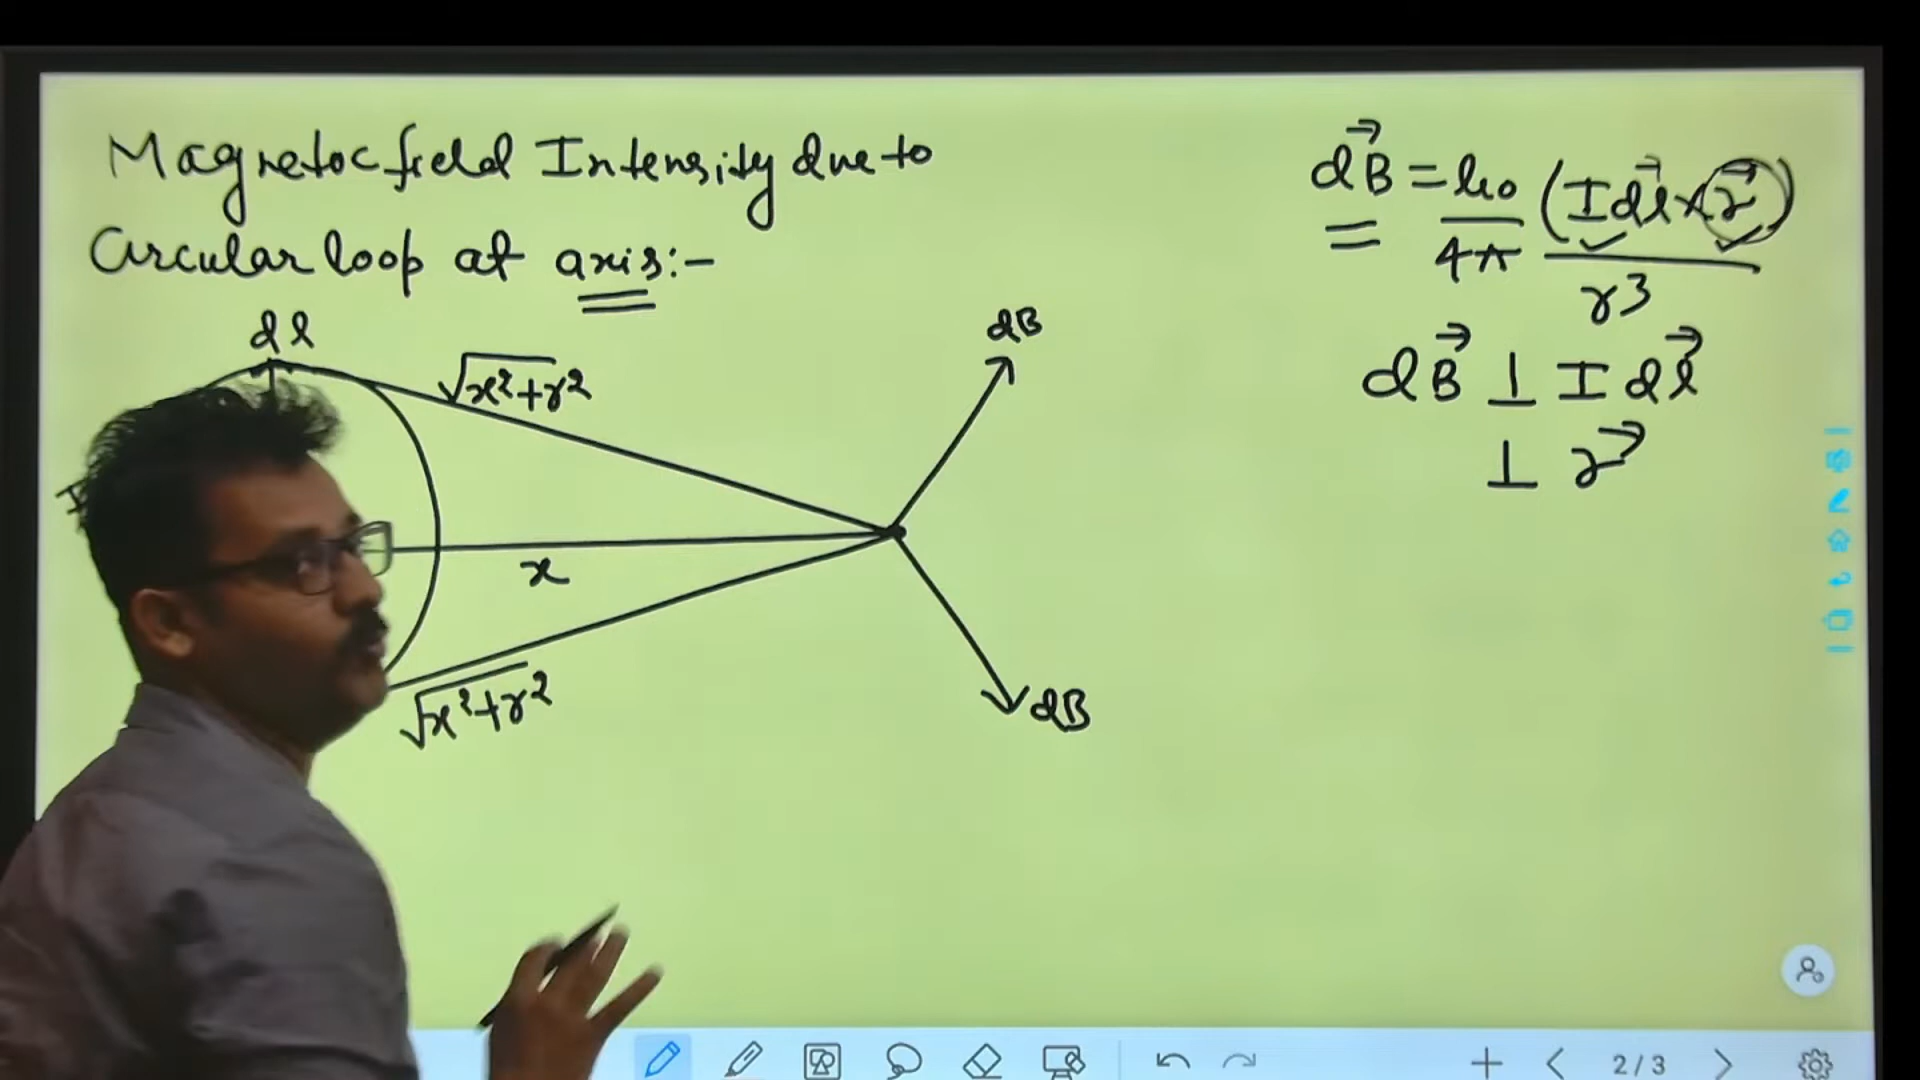 Magnetoc field Intensity due to
Circular loop at axis:-
dl
√x²+r²
x
√x²+r²
dB
dB
dB⃗ = μ₀/4π (Idl⃗ × r⃗)/r3
dB⃗ ⊥ I dl⃗
⊥ r⃗
I
2/3